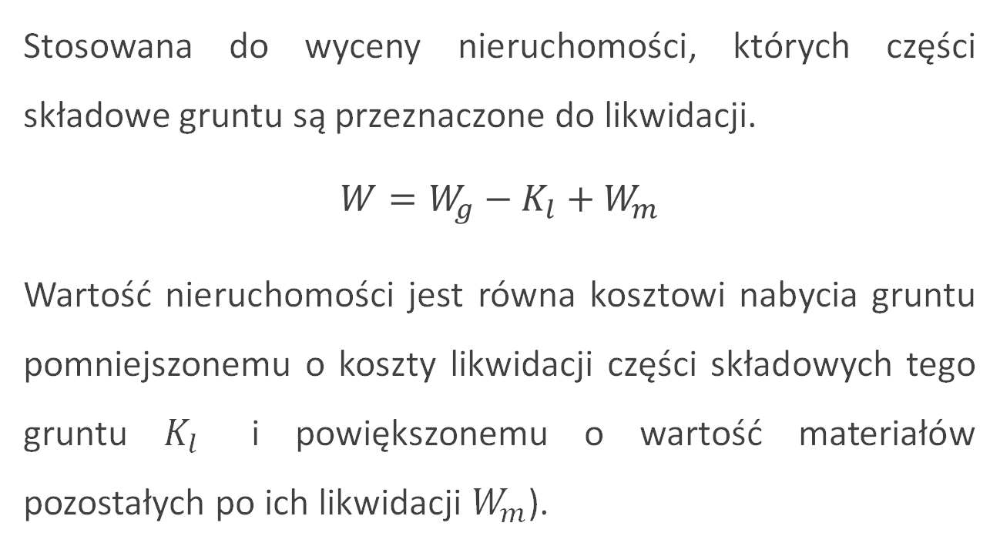 Stosowana do wyceny nieruchomości, których części
składowe gruntu są przeznaczone do likwidacji.
W = W_g − K_l + W_m
Wartość nieruchomości jest równa kosztowi nabycia gruntu
pomniejszonemu o koszty likwidacji części składowych tego
gruntu K_l i powiększonemu o wartość materiałów
pozostałych po ich likwidacji W_m).